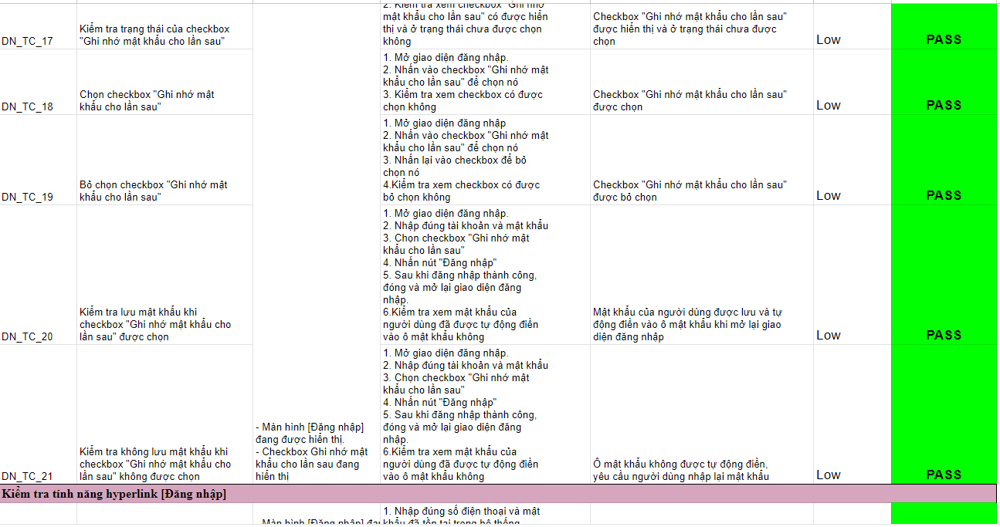 2. Kiểm tra xem checkbox "Ghi nhớ
mật khẩu cho lần sau" có được hiển
thị và ở trạng thái chưa được chọn
không
Kiểm tra trạng thái của checkbox
"Ghi nhớ mật khẩu cho lần sau"
Checkbox "Ghi nhớ mật khẩu cho lần sau"
được hiển thị và ở trạng thái chưa được
chọn
DN_TC_17
Low
PASS
1. Mở giao diện đăng nhập.
2. Nhấn vào checkbox "Ghi nhớ mật
khẩu cho lần sau" để chọn nó
3. Kiểm tra xem checkbox có được
chọn không
DN_TC_18
Chọn checkbox "Ghi nhớ mật
khẩu cho lần sau"
Checkbox "Ghi nhớ mật khẩu cho lần sau"
được chọn
Low
PASS
1. Mở giao diện đăng nhập
2. Nhấn vào checkbox "Ghi nhớ mật
khẩu cho lần sau" để chọn nó
3. Nhấn lại vào checkbox để bỏ
chọn nó
4.Kiểm tra xem checkbox có được
bỏ chọn không
DN_TC_19
Bỏ chọn checkbox "Ghi nhớ mật
khẩu cho lần sau"
Checkbox "Ghi nhớ mật khẩu cho lần sau"
được bỏ chọn
Low
PASS
1. Mở giao diện đăng nhập.
2. Nhập đúng tài khoản và mật khẩu
3. Chọn checkbox "Ghi nhớ mật
khẩu cho lần sau"
4. Nhấn nút "Đăng nhập"
5. Sau khi đăng nhập thành công,
đóng và mở lại giao diện đăng
nhập.
6.Kiểm tra xem mật khẩu của
người dùng đã được tự động điền
vào ô mật khẩu không
DN_TC_20
Kiểm tra lưu mật khẩu khi
checkbox "Ghi nhớ mật khẩu cho
lần sau" được chọn
Mật khẩu của người dùng được lưu và tự
động điền vào ô mật khẩu khi mở lại giao
diện đăng nhập
Low
PASS
1. Mở giao diện đăng nhập.
2. Nhập đúng tài khoản và mật khẩu
3. Chọn checkbox "Ghi nhớ mật
khẩu cho lần sau"
4. Nhấn nút "Đăng nhập"
5. Sau khi đăng nhập thành công,
đóng và mở lại giao diện đăng
nhập.
6.Kiểm tra xem mật khẩu của
người dùng đã được tự động điền
vào ô mật khẩu không
DN_TC_21
Kiểm tra không lưu mật khẩu khi
checkbox "Ghi nhớ mật khẩu cho
lần sau" không được chọn
- Màn hình [Đăng nhập]
đang được hiển thị.
- Checkbox Ghi nhớ mật
khẩu cho lần sau đang
hiển thị
Ô mật khẩu không được tự động điền,
yêu cầu người dùng nhập lại mật khẩu
Low
PASS
Kiểm tra tính năng hyperlink [Đăng nhập]
1. Nhập đúng số điện thoại và mật
khẩu đã tồn tại trong hệ thống
- Màn hình [Đăng nhập]